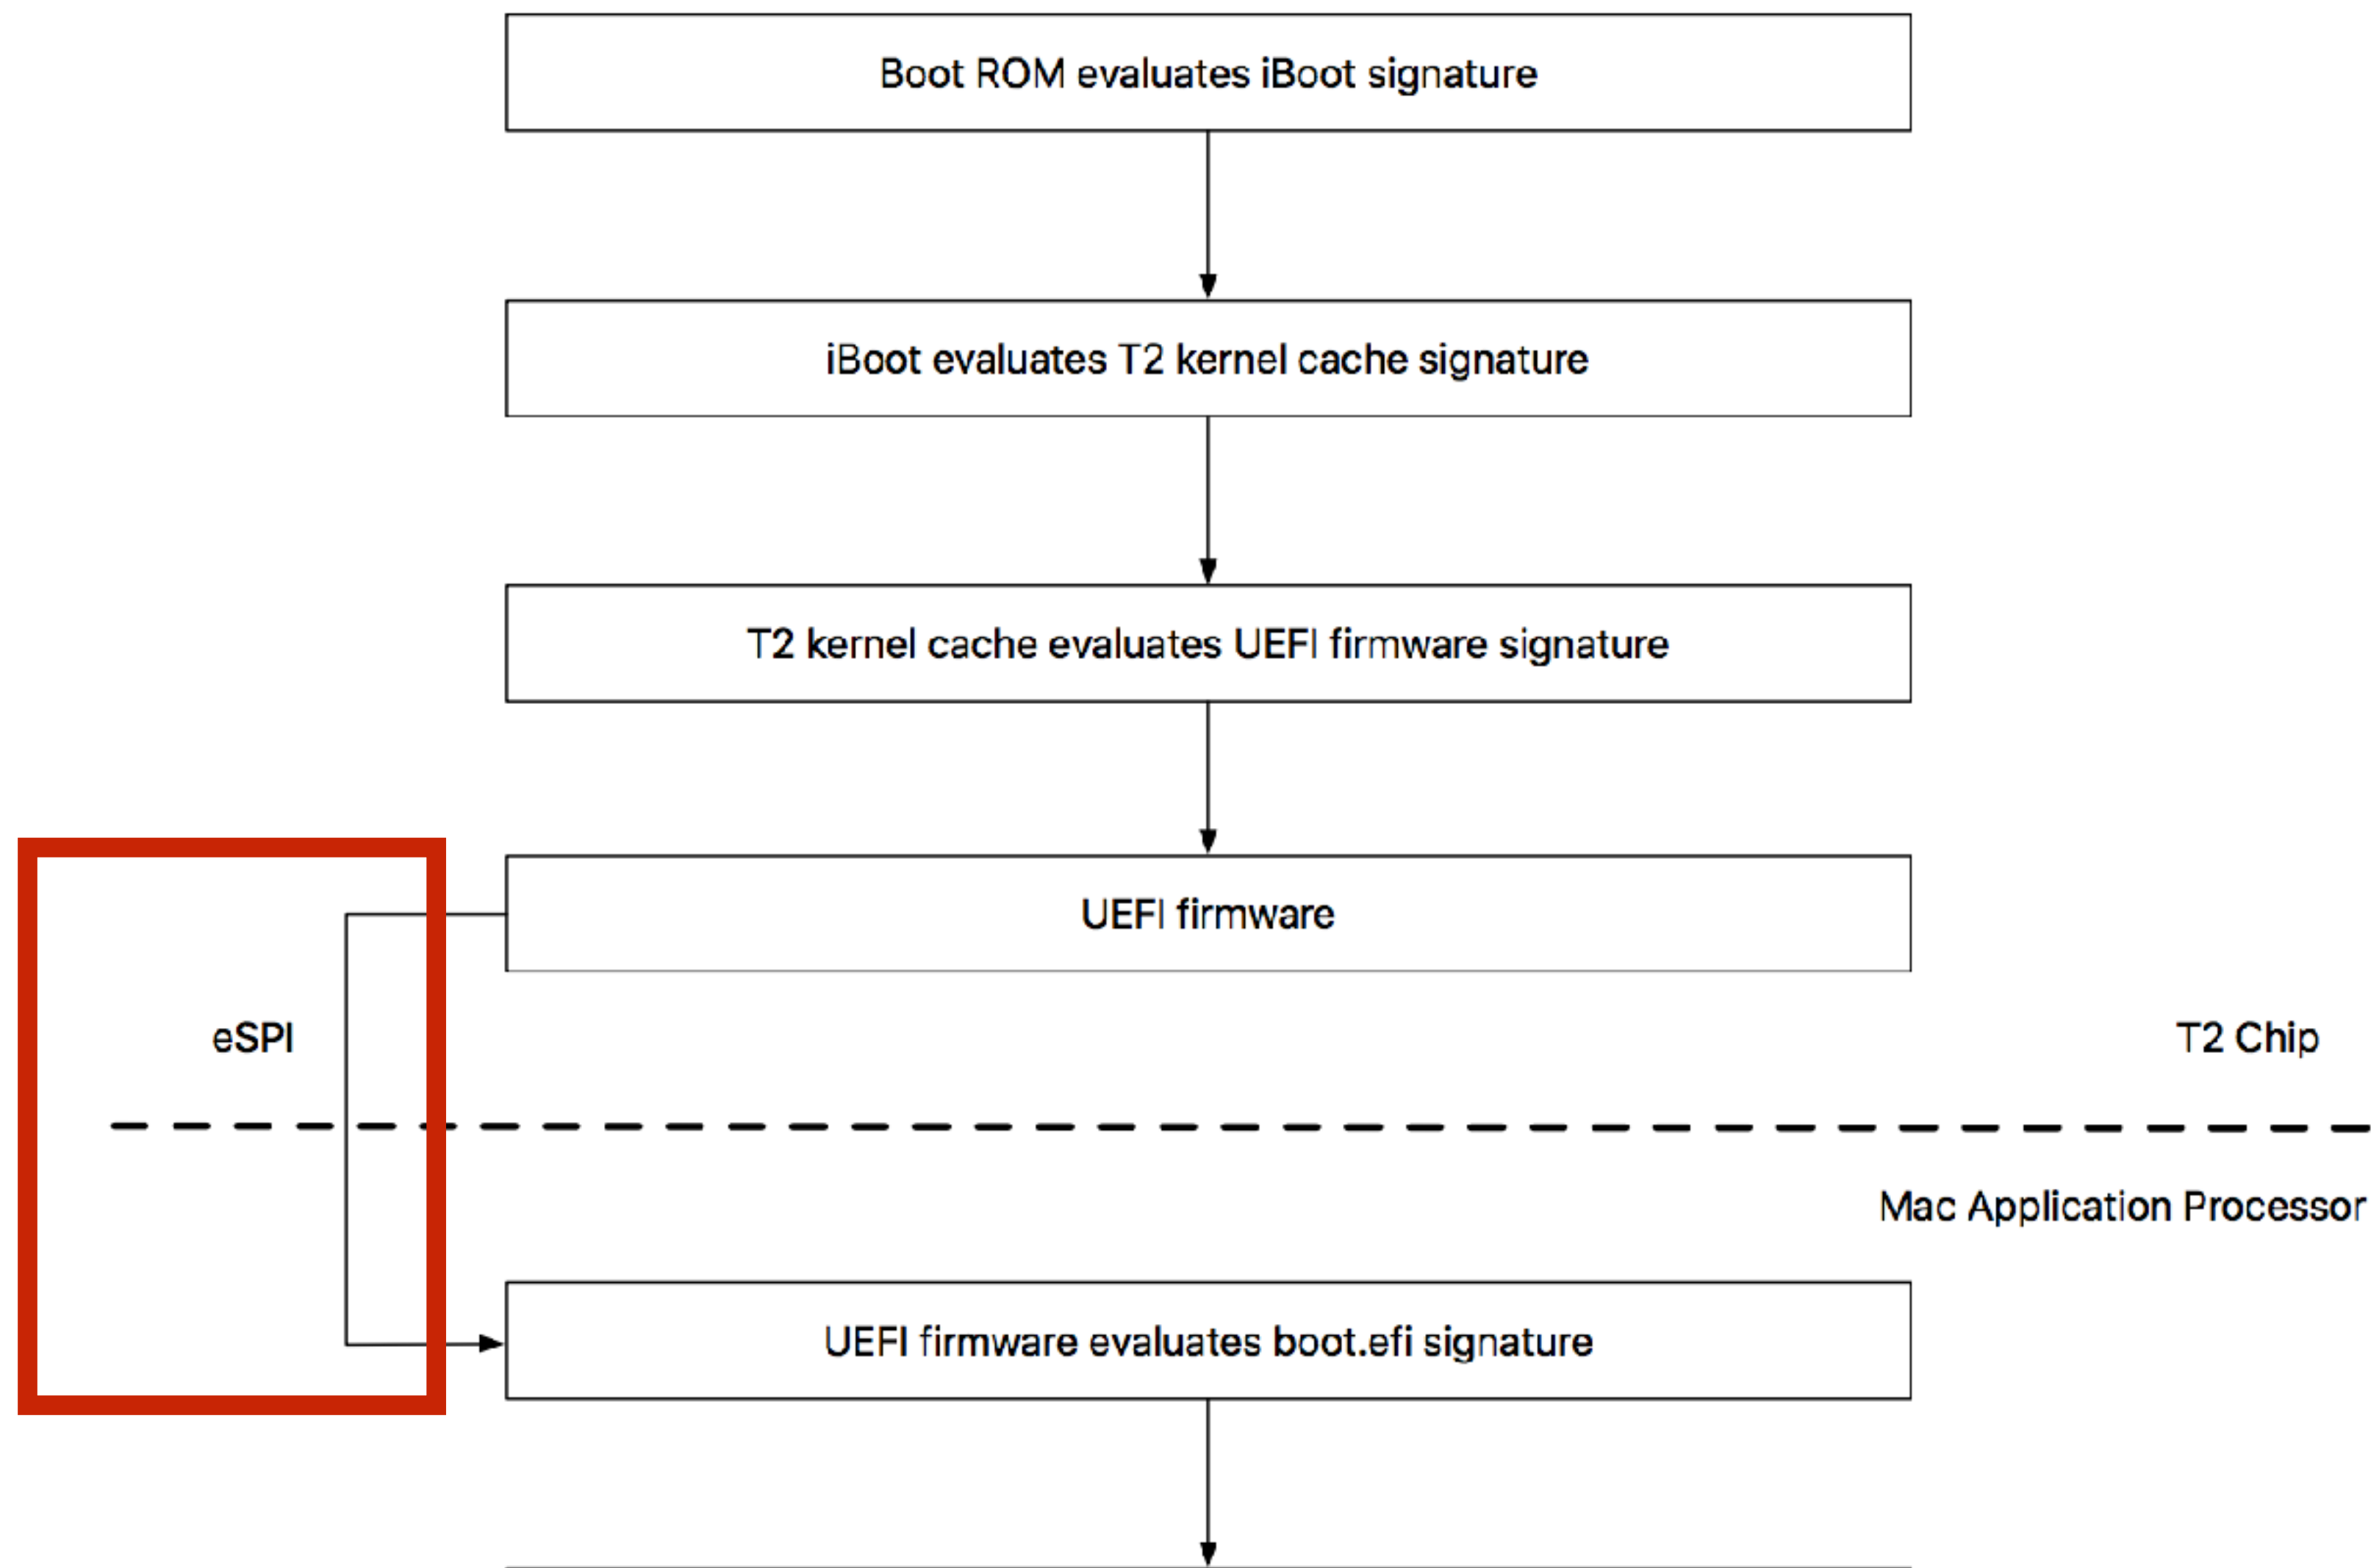 Boot ROM evaluates iBoot signature
iBoot evaluates T2 kernel cache signature
T2 kernel cache evaluates UEFI firmware signature
UEFI firmware
eSPI
T2 Chip
Mac Application Processor
UEFI firmware evaluates boot.efi signature